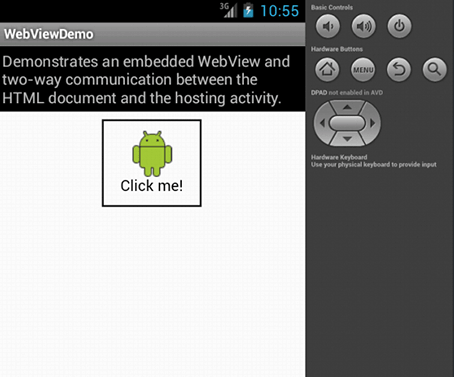 3G 10:55
WebViewDemo
Demonstrates an embedded WebView and
two-way communication between the
HTML document and the hosting activity.
Click me!
Basic Controls
Hardware Buttons
MENU
DPAD not enabled in AVD
Hardware Keyboard
Use your physical keyboard to provide input